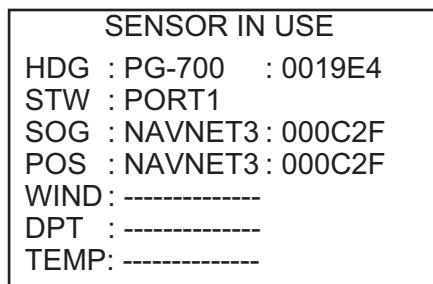 SENSOR IN USE
HDG : PG-700 : 0019E4
STW : PORT1
SOG : NAVNET3 : 000C2F
POS : NAVNET3 : 000C2F
WIND : --------------
DPT : --------------
TEMP: --------------